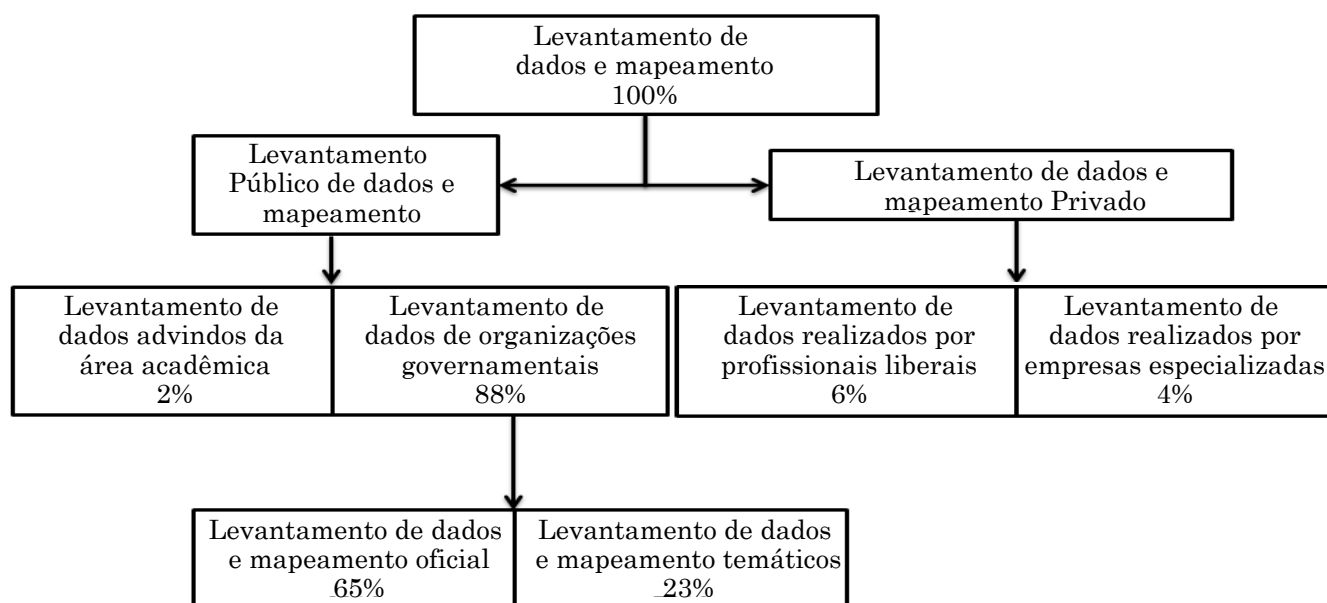 Levantamento de
dados e mapeamento
100%
Levantamento
Público de dados e
mapeamento
Levantamento de dados e
mapeamento Privado
Levantamento de
dados advindos da
área acadêmica
2%
Levantamento de
dados de organizações
governamentais
88%
Levantamento de
dados realizados por
profissionais liberais
6%
Levantamento de
dados realizados por
empresas especializadas
4%
Levantamento de dados
e mapeamento oficial
65%
Levantamento de dados
e mapeamento temáticos
23%